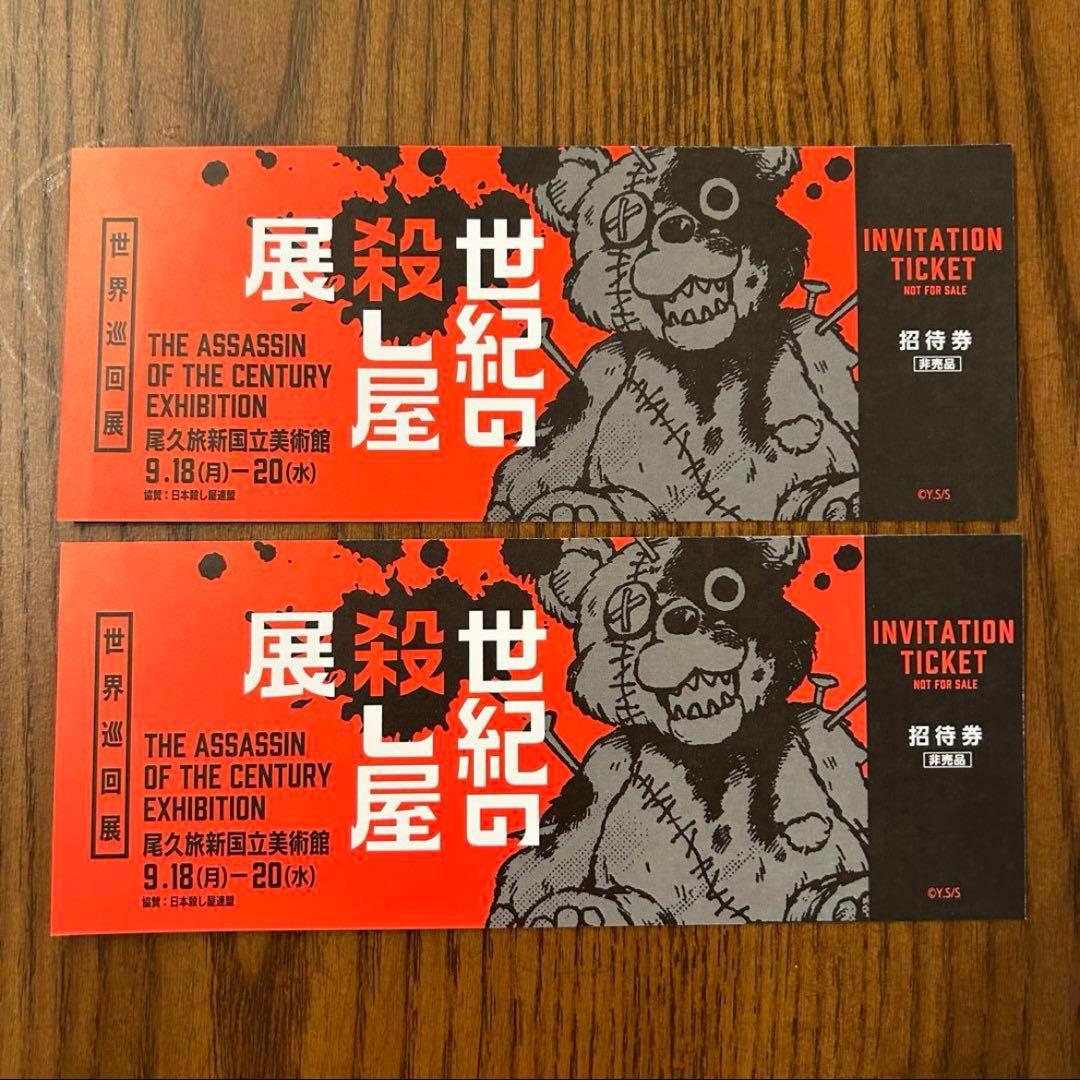 世界巡回展
世紀の
殺し屋
展
THE ASSASSIN
OF THE CENTURY
EXHIBITION
尾久旅新国立美術館
9.18(月)−20(水)
協賛：日本殺し屋連盟
INVITATION
TICKET
NOT FOR SALE
招待券
非売品
©Y.S/S
世界巡回展
世紀の
殺し屋
展
THE ASSASSIN
OF THE CENTURY
EXHIBITION
尾久旅新国立美術館
9.18(月)−20(水)
協賛：日本殺し屋連盟
INVITATION
TICKET
NOT FOR SALE
招待券
非売品
©Y.S/S